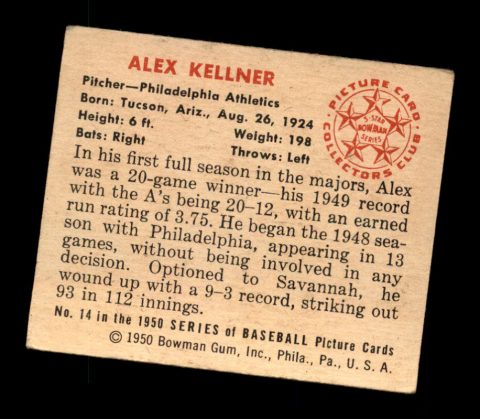 ALEX KELLNER
Pitcher—Philadelphia Athletics
Born: Tucson, Ariz., Aug. 26, 1924
Height: 6 ft. Weight: 198
Bats: Right Throws: Left
PICTURE CARD
5-STAR
BOWMAN
SERIES
COLLECTORS CLUB
In his first full season in the majors, Alex
was a 20-game winner—his 1949 record
with the A's being 20-12, with an earned
run rating of 3.75. He began the 1948 sea-
son with Philadelphia, appearing in 13
games, without being involved in any
decision. Optioned to Savannah, he
wound up with a 9-3 record, striking out
93 in 112 innings.
No. 14 in the 1950 SERIES of BASEBALL Picture Cards
© 1950 Bowman Gum, Inc., Phila., Pa., U. S. A.